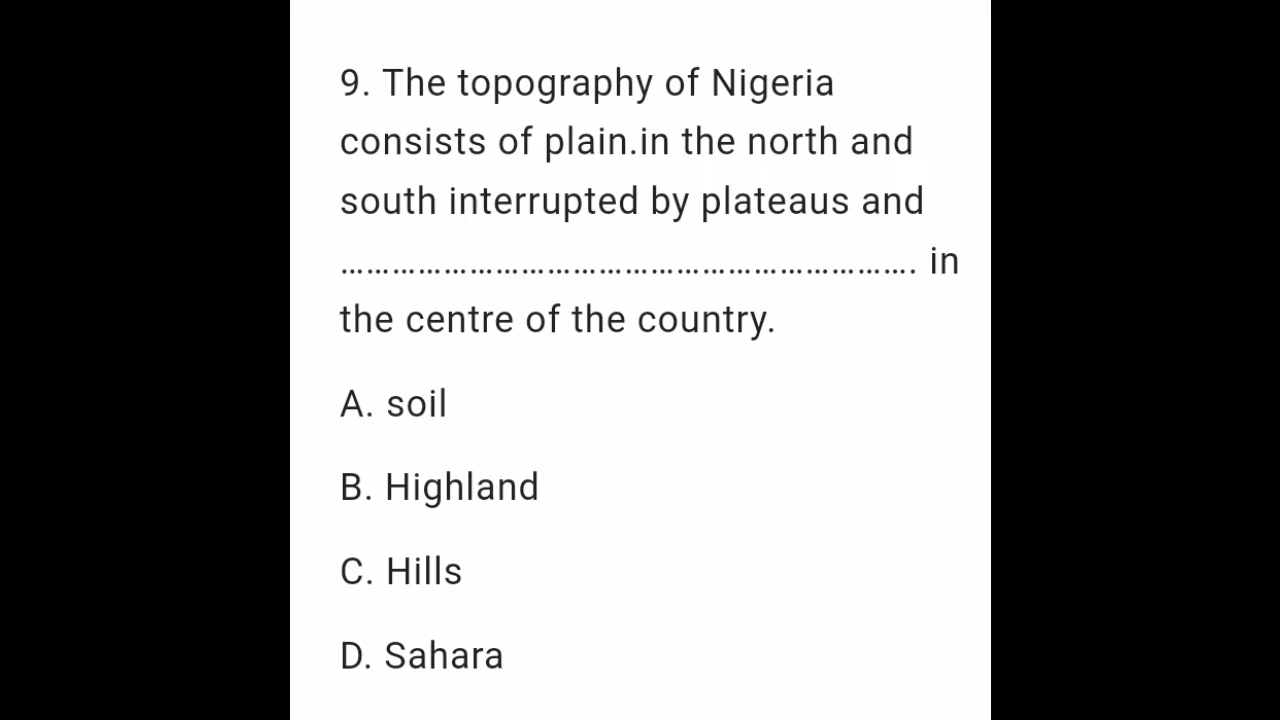 9. The topography of Nigeria
consists of plain.in the north and
south interrupted by plateaus and
…………………………………………………………. in
the centre of the country.
A. soil
B. Highland
C. Hills
D. Sahara